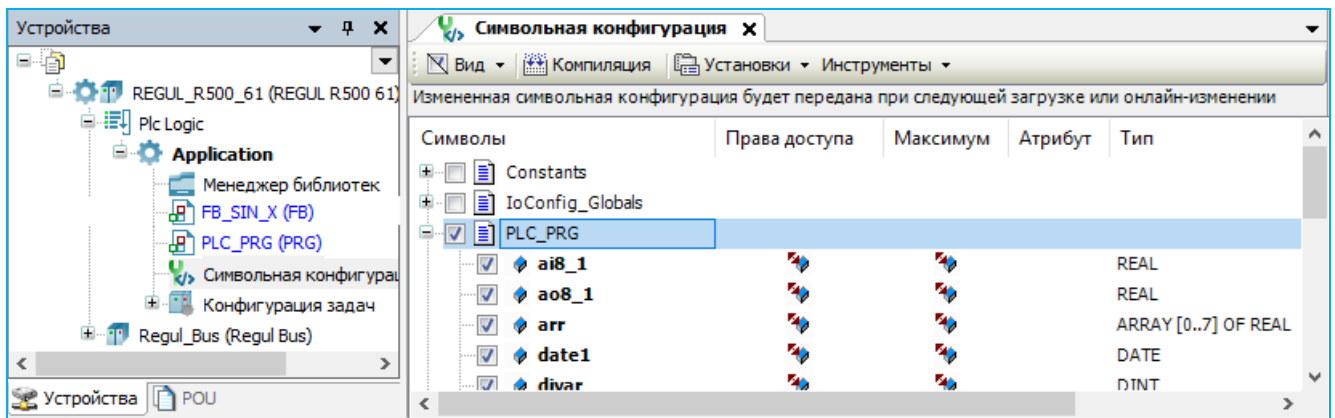 Устройства
REGUL_R500_61 (REGUL R500 61)
Plc Logic
Application
Менеджер библиотек
FB_SIN_X (FB)
PLC_PRG (PRG)
Символьная конфигурац
Конфигурация задач
Regul_Bus (Regul Bus)
Устройства POU
Символьная конфигурация
Вид Компиляция Установки Инструменты
Измененная символьная конфигурация будет передана при следующей загрузке или онлайн-изменении
Символы Права доступа Максимум Атрибут Тип
Constants
IoConfig_Globals
PLC_PRG
ai8_1 REAL
ao8_1 REAL
arr ARRAY [0..7] OF REAL
date1 DATE
divar DINT